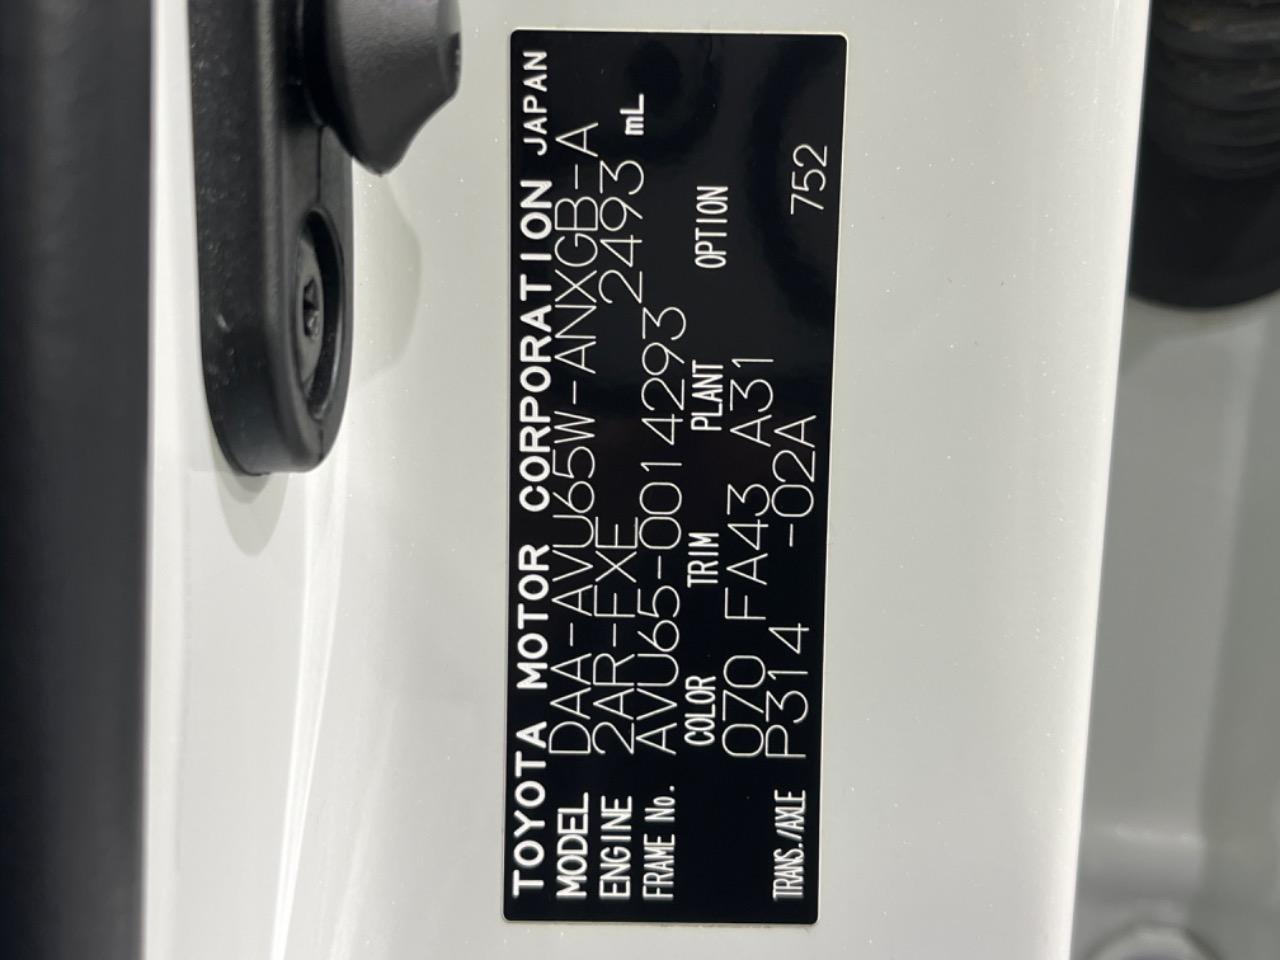 TOYOTA MOTOR CORPORATION JAPAN
MODEL DAA-AVU65W-ANXGB-A
ENGINE 2AR-FXE 2493 mL
FRAME No. AVU65-0014293
COLOR TRIM PLANT OPTION
070 FA43 A31
TRANS./AXLE P314 -02A 752